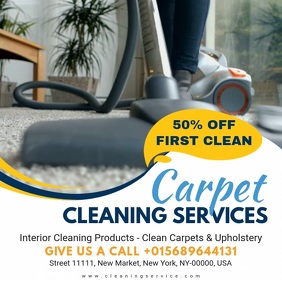 50% OFF
FIRST CLEAN
Carpet
CLEANING SERVICES
Interior Cleaning Products - Clean Carpets & Upholstery
GIVE US A CALL +015689644131
Street 11111, New Market, New York, NY-00000, USA
www.cleaningservice.com